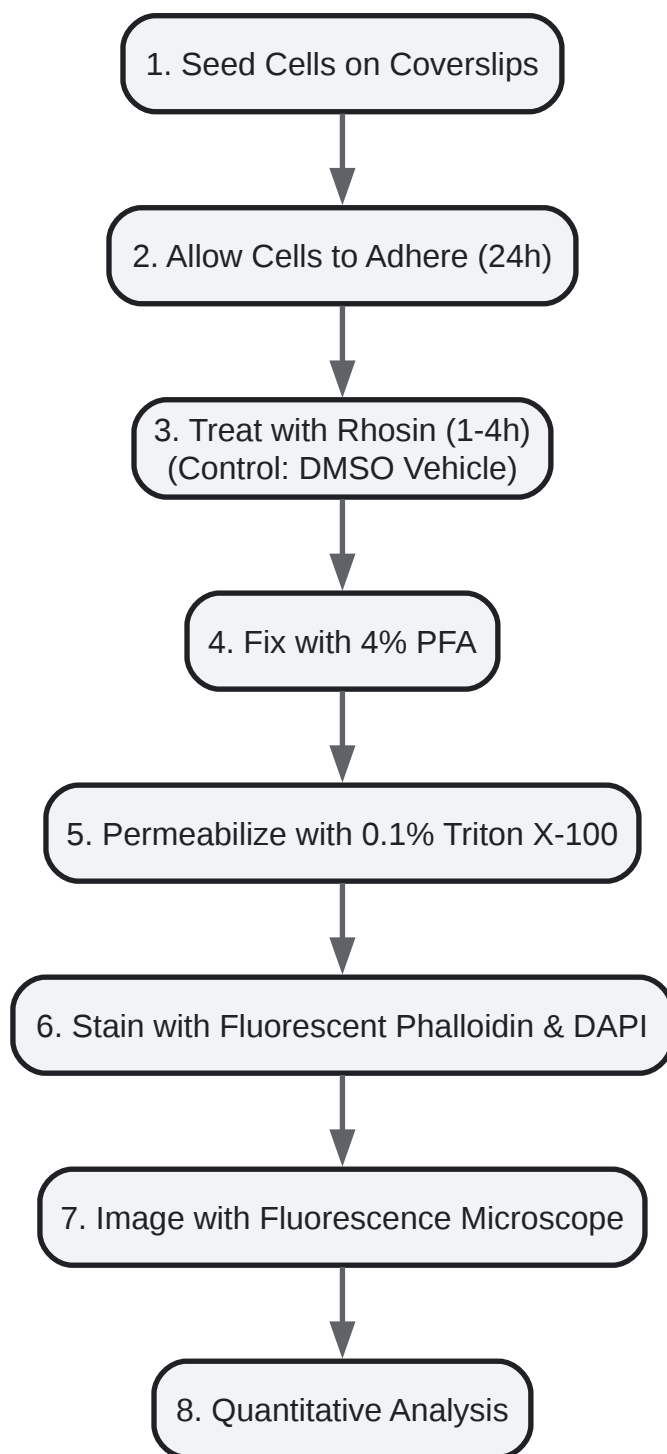 1. Seed Cells on Coverslips
2. Allow Cells to Adhere (24h)
3. Treat with Rhosin (1-4h)
(Control: DMSO Vehicle)
4. Fix with 4% PFA
5. Permeabilize with 0.1% Triton X-100
6. Stain with Fluorescent Phalloidin & DAPI
7. Image with Fluorescence Microscope
8. Quantitative Analysis